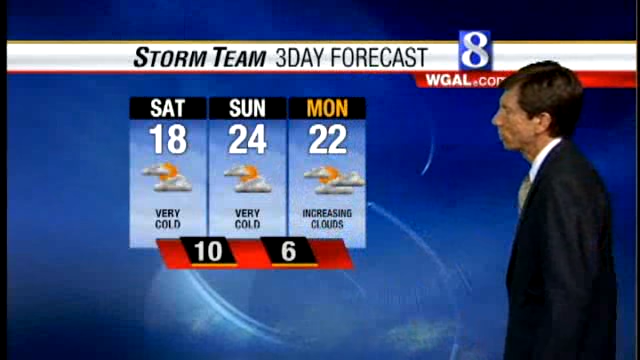 STORM TEAM 3DAY FORECAST
8
WGAL.com
SAT SUN MON
18 24 22
VERY COLD VERY COLD INCREASING CLOUDS
10 6